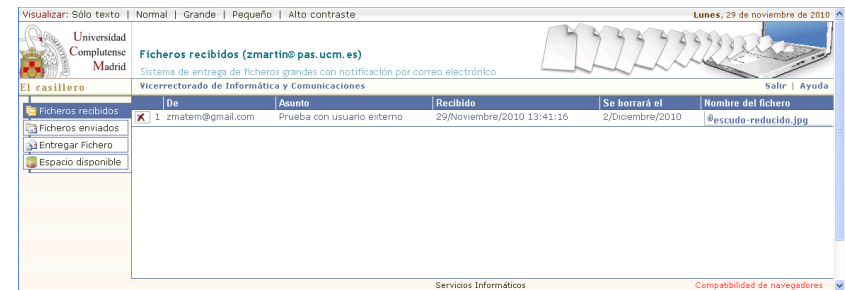 Visualizar: Sólo texto | Normal | Grande | Pequeño | Alto contraste
Lunes, 29 de noviembre de 2010
Universidad
Complutense
Madrid
Ficheros recibidos (zmartin@pas.ucm.es)
Sistema de entrega de ficheros grandes con notificación por correo electrónico
El casillero
Vicerrectorado de Informática y Comunicaciones
Salir | Ayuda
Ficheros recibidos
Ficheros enviados
Entregar Fichero
Espacio disponible
De Asunto Recibido Se borrará el Nombre del fichero
1 zmatem@gmail.com Prueba con usuario externo 29/Noviembre/2010 13:41:16 2/Diciembre/2010 escudo-reducido.jpg
Servicios Informáticos
Compatibilidad de navegadores